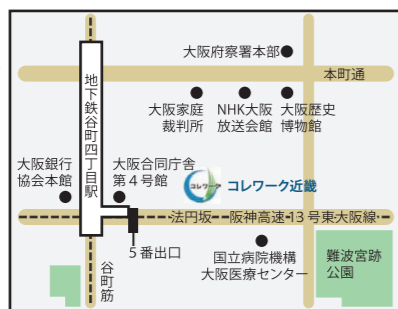 大阪府察署本部
本町通
地下鉄谷町四丁目駅
大阪家庭
裁判所
NHK大阪
放送会館
大阪歴史
博物館
大阪銀行
協会本館
大阪合同庁舎
第4号館
コレワーク
コレワーク近畿
法円坂
阪神高速13号東大阪線
5番出口
谷町筋
国立病院機構
大阪医療センター
難波宮跡
公園